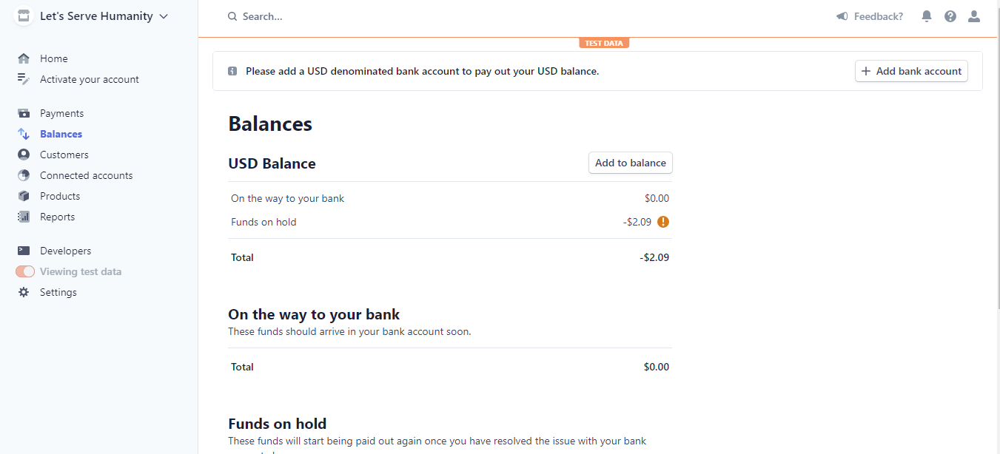 Let's Serve Humanity
Search...
Feedback?
TEST DATA
Home
Activate your account
Payments
Balances
Customers
Connected accounts
Products
Reports
Developers
Viewing test data
Settings
Please add a USD denominated bank account to pay out your USD balance.
Add bank account
Balances
USD Balance
Add to balance
On the way to your bank $0.00
Funds on hold -$2.09
Total -$2.09
On the way to your bank
These funds should arrive in your bank account soon.
Total $0.00
Funds on hold
These funds will start being paid out again once you have resolved the issue with your bank